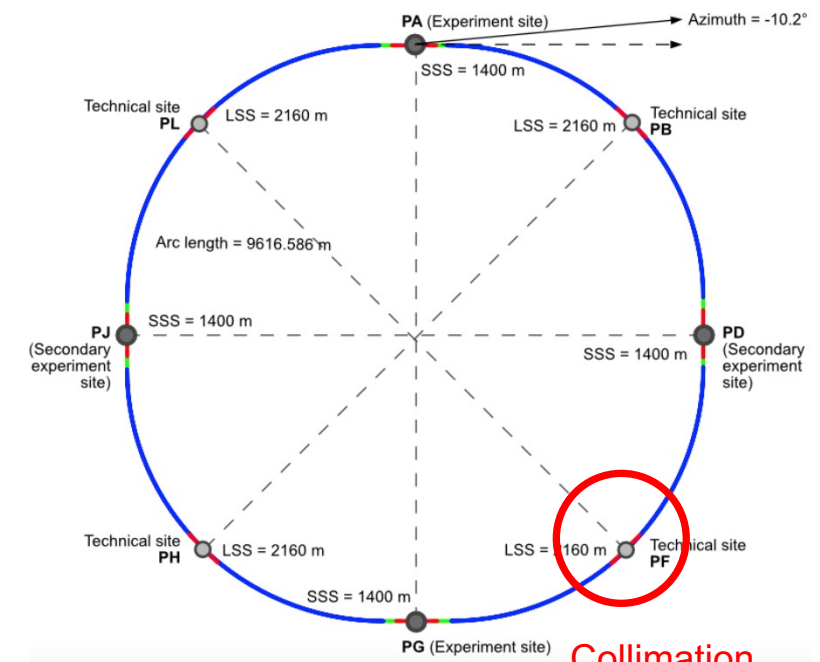 PA (Experiment site)
Azimuth = -10.2°
SSS = 1400 m
Technical site
PL
LSS = 2160 m
LSS = 2160 m
Technical site
PB
Arc length = 9616.586 m
PJ
(Secondary
experiment
site)
SSS = 1400 m
SSS = 1400 m
PD
(Secondary
experiment
site)
Technical site
PH
LSS = 2160 m
LSS = 2160 m
Technical site
PF
SSS = 1400 m
PG (Experiment site)
Collimation